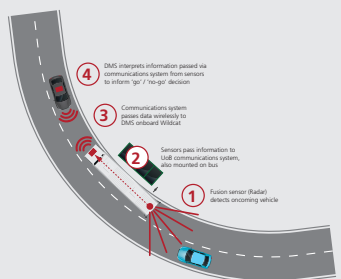 4
DMS interprets information passed via
communications system from sensors
to inform 'go' / 'no-go' decision
3
Communications system
passes data wirelessly to
DMS onboard Wildcat
2
Sensors pass information to
UoB communications system,
also mounted on bus
1
Fusion sensor (Radar)
detects oncoming vehicle